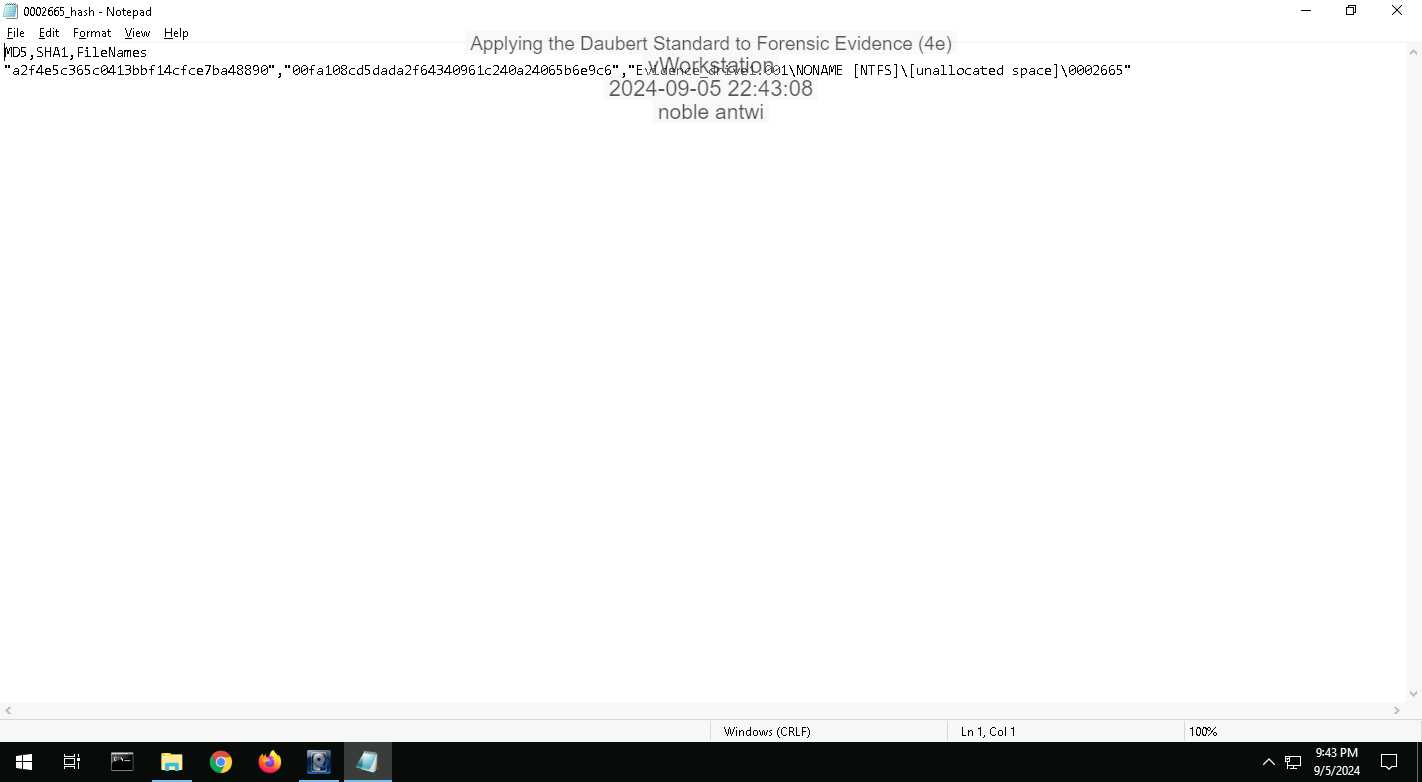 0002665_hash - Notepad
File Edit Format View Help
MD5,SHA1,FileNames
"a2f4e5c365c0413bbf14cfce7ba48890","00fa108cd5dada2f64340961c240a24065b6e9c6","Evidence_drive1.001\NONAME [NTFS]\[unallocated space]\0002665"
Applying the Daubert Standard to Forensic Evidence (4e)
vWorkstation
2024-09-05 22:43:08
noble antwi
Windows (CRLF)
Ln 1, Col 1
100%
9:43 PM
9/5/2024